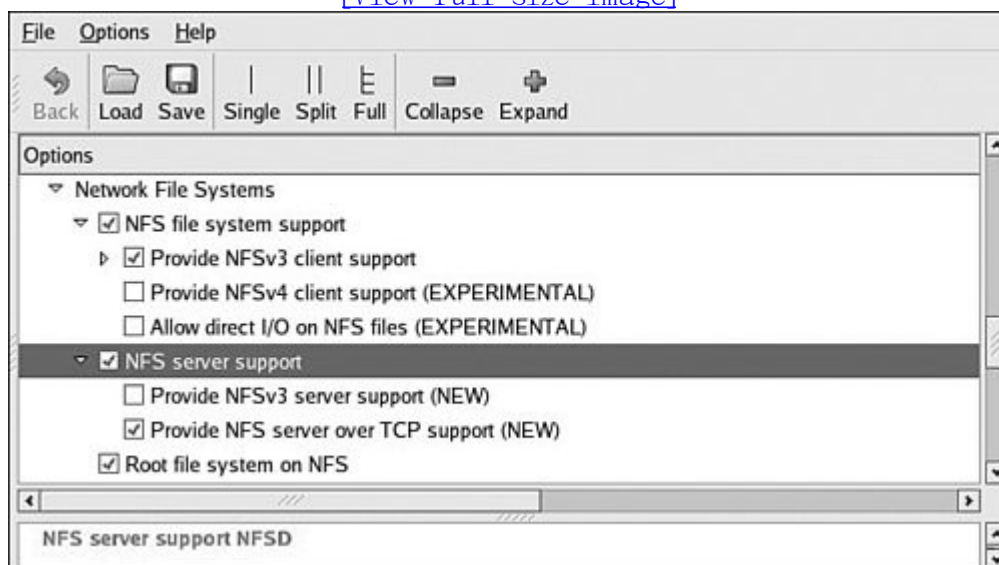 [View full size image]
File Options Help
Back Load Save Single Split Full Collapse Expand
Options
Network File Systems
NFS file system support
Provide NFSv3 client support
Provide NFSv4 client support (EXPERIMENTAL)
Allow direct I/O on NFS files (EXPERIMENTAL)
NFS server support
Provide NFSv3 server support (NEW)
Provide NFS server over TCP support (NEW)
Root file system on NFS
NFS server support NFSD